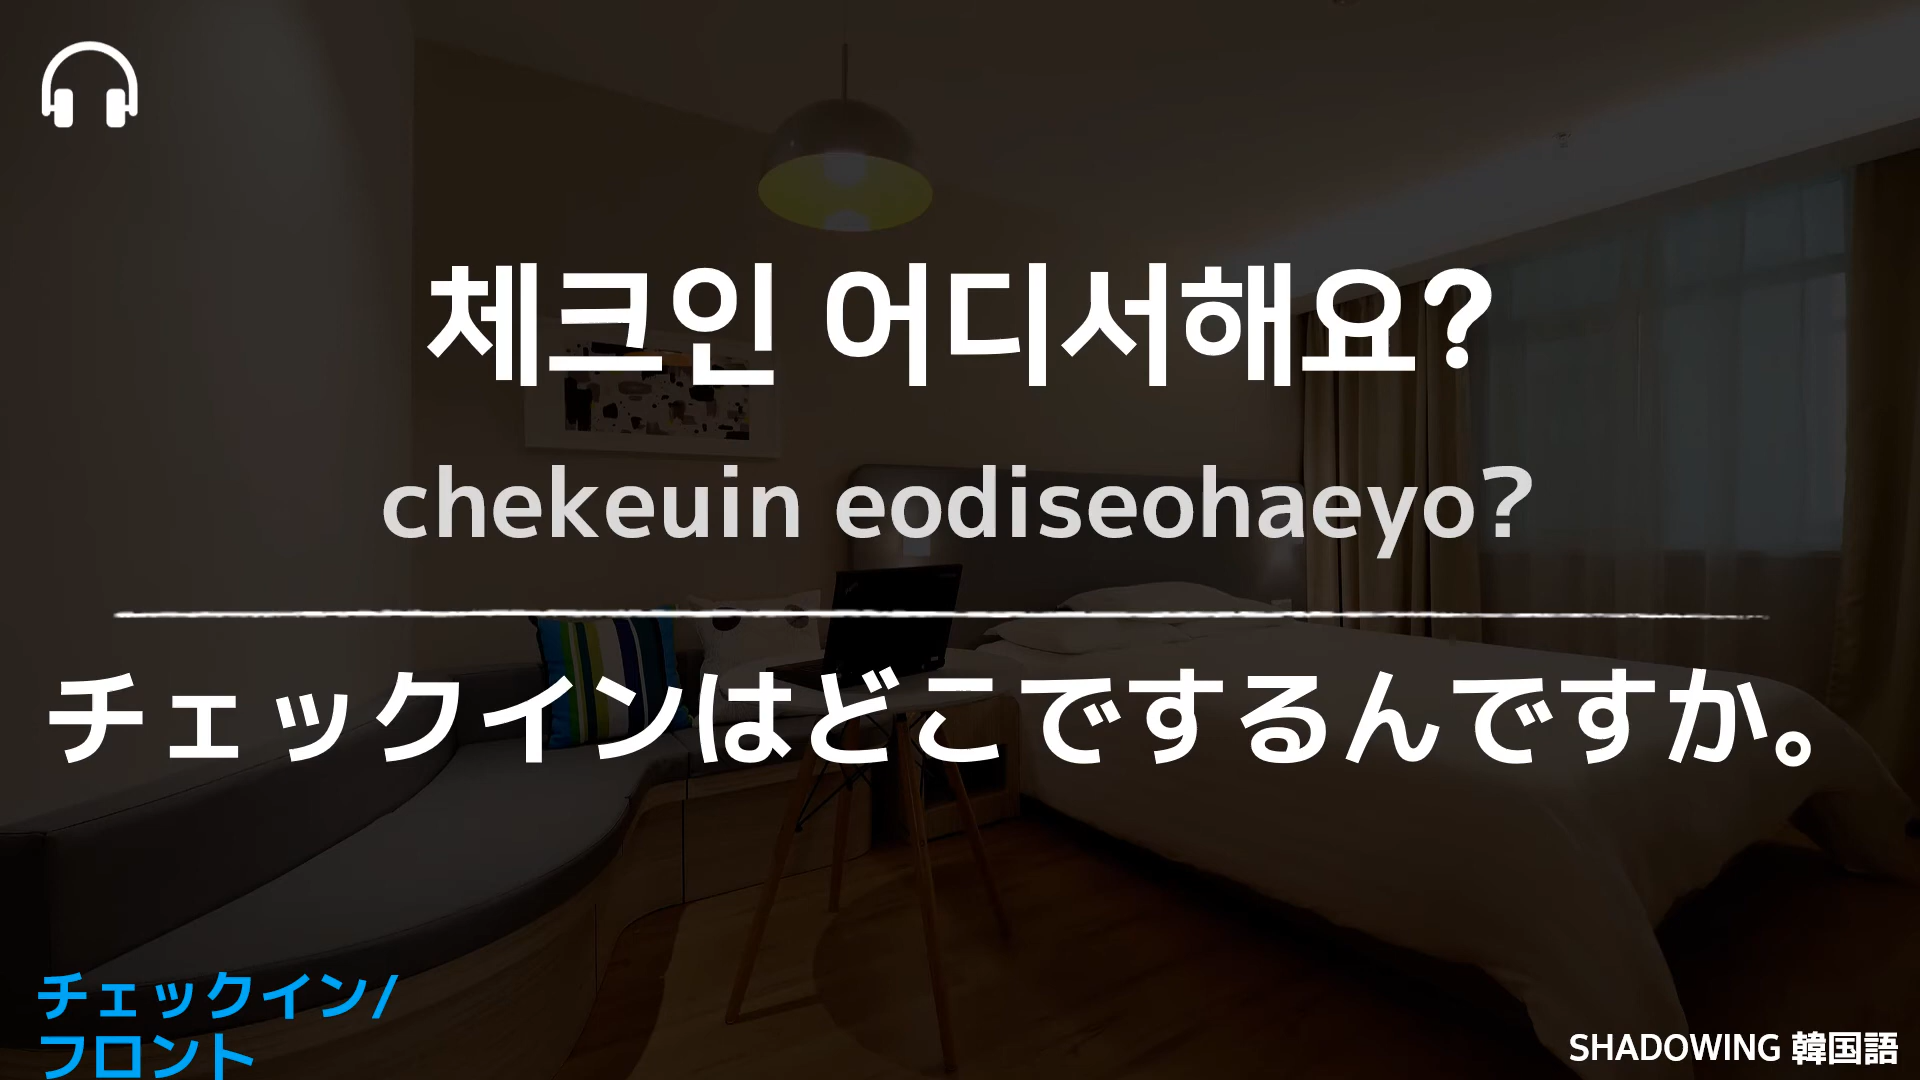 체크인 어디서해요?
chekeuin eodiseohaeyo?
チェックインはどこでするんですか。
チェックイン/
フロント
SHADOWING 韓国語